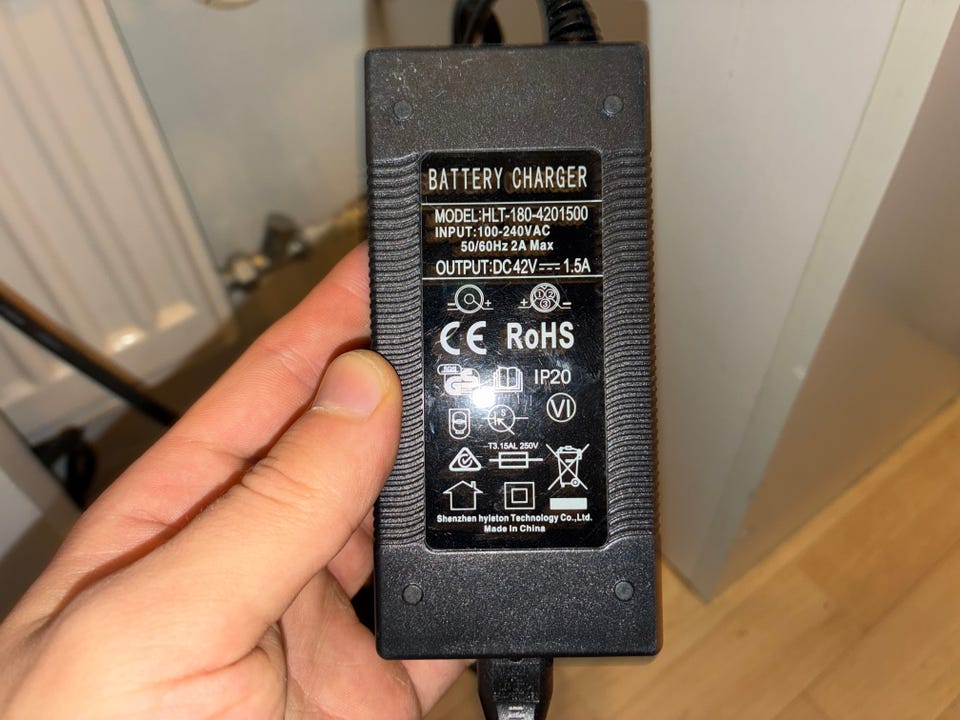 BATTERY CHARGER
MODEL:HLT-180-4201500
INPUT:100-240VAC
50/60Hz 2A Max
OUTPUT:DC42V⎓1.5A
- + + -
CE RoHS
IP20
VI
T3.15AL 250V
Shenzhen hyleton Technology Co.,Ltd.
Made in China